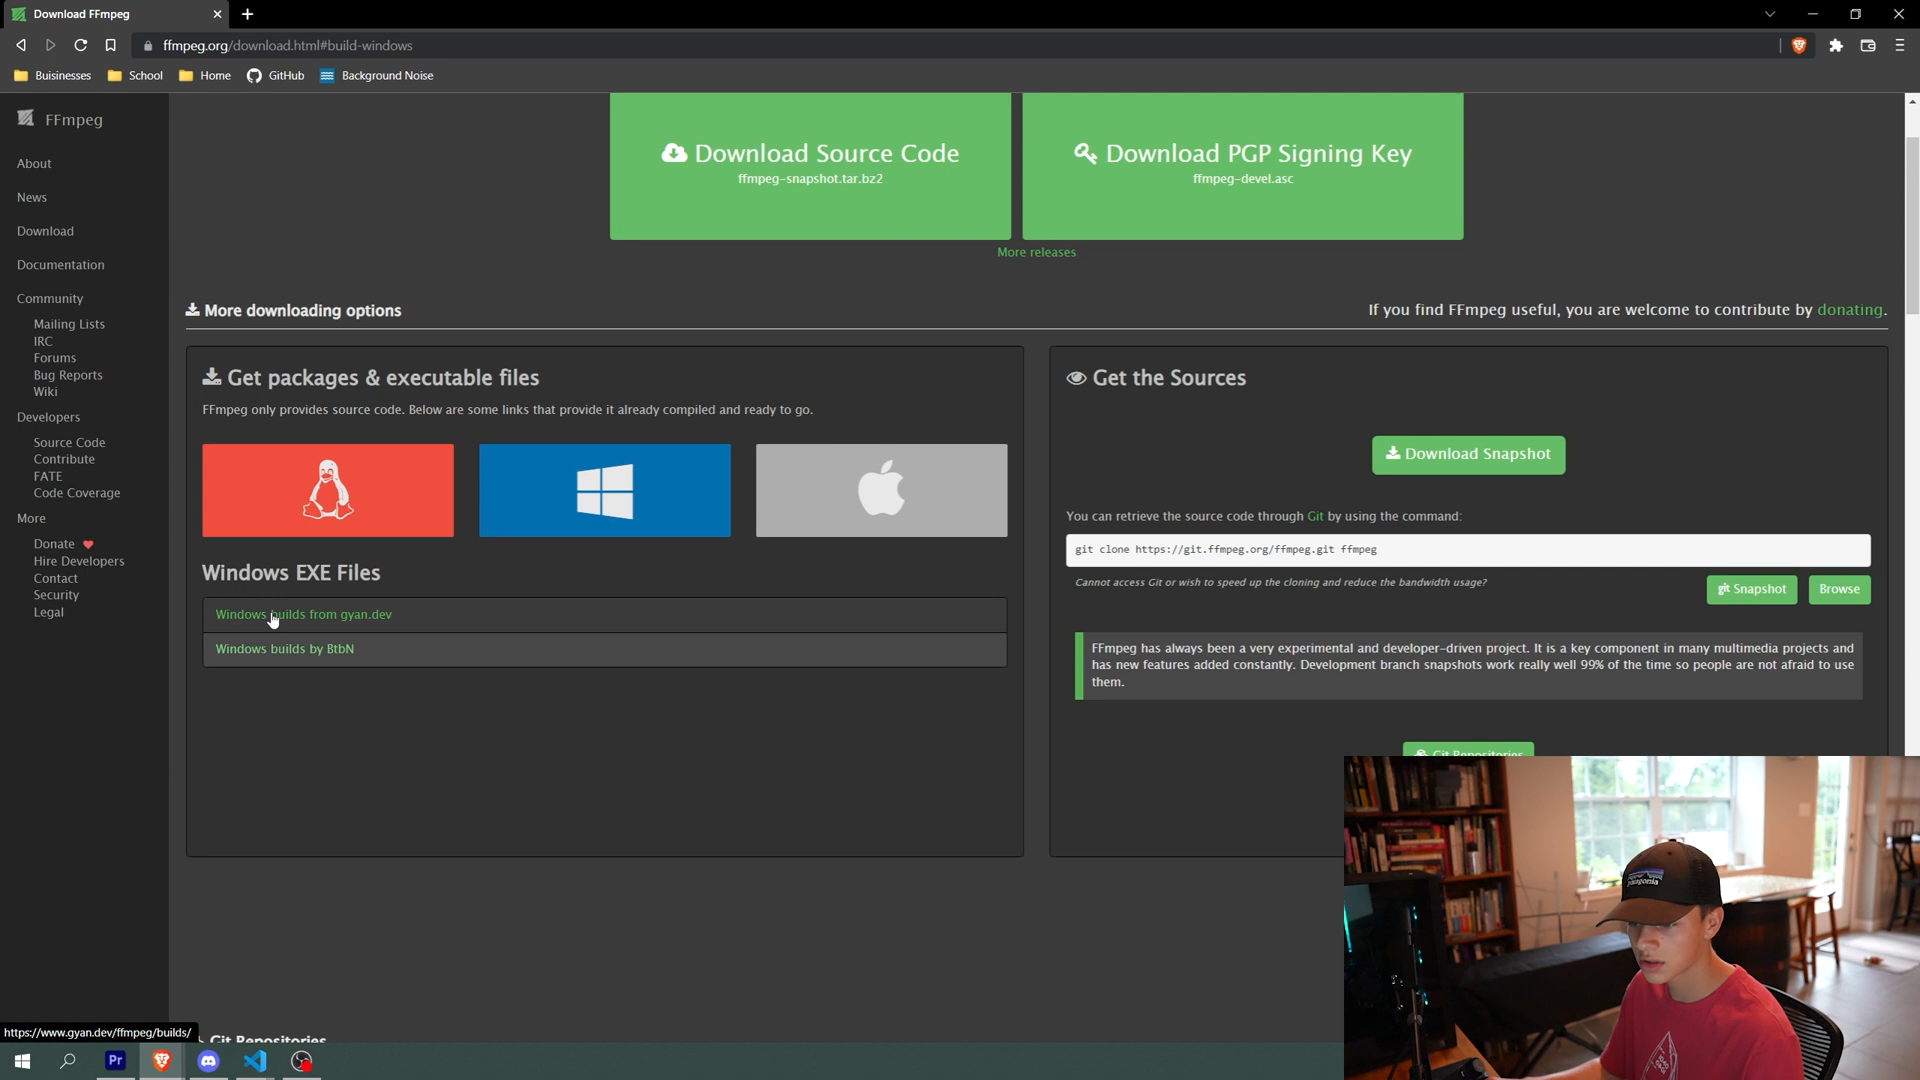 Download FFmpeg
ffmpeg.org/download.html#build-windows
Buisinesses
School
Home
GitHub
Background Noise
FFmpeg
About
News
Download
Documentation
Community
Mailing Lists
IRC
Forums
Bug Reports
Wiki
Developers
Source Code
Contribute
FATE
Code Coverage
More
Donate
Hire Developers
Contact
Security
Legal
Download Source Code
ffmpeg-snapshot.tar.bz2
Download PGP Signing Key
ffmpeg-devel.asc
More releases
More downloading options
If you find FFmpeg useful, you are welcome to contribute by donating.
Get packages & executable files
FFmpeg only provides source code. Below are some links that provide it already compiled and ready to go.
Windows EXE Files
Windows builds from gyan.dev
Windows builds by BtbN
Get the Sources
Download Snapshot
You can retrieve the source code through Git by using the command:
git clone https://git.ffmpeg.org/ffmpeg.git ffmpeg
Cannot access Git or wish to speed up the cloning and reduce the bandwidth usage?
git Snapshot
Browse
FFmpeg has always been a very experimental and developer-driven project. It is a key component in many multimedia projects and
has new features added constantly. Development branch snapshots work really well 99% of the time so people are not afraid to use
them.
Git Repositories
Git Repositories
https://www.gyan.dev/ffmpeg/builds/
Pr
patagonia